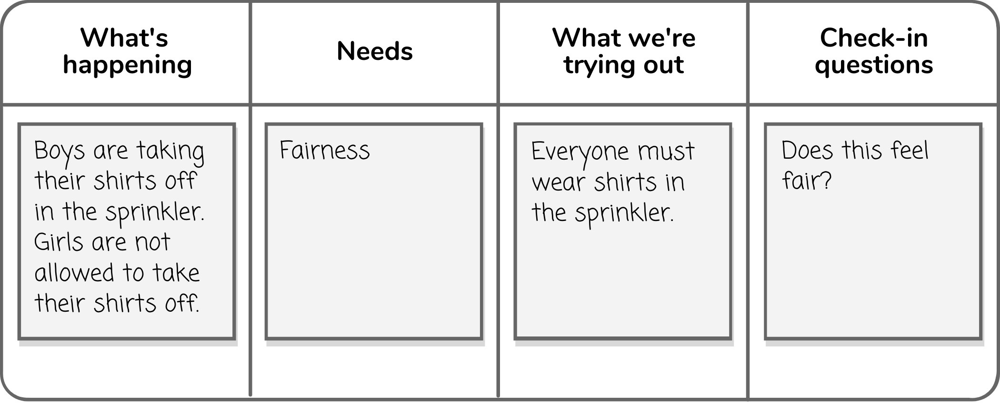 What's
happening
Needs
What we're
trying out
Check-in
questions
Boys are taking
their shirts off
in the sprinkler.
Girls are not
allowed to take
their shirts off.
Fairness
Everyone must
wear shirts in
the sprinkler.
Does this feel
fair?